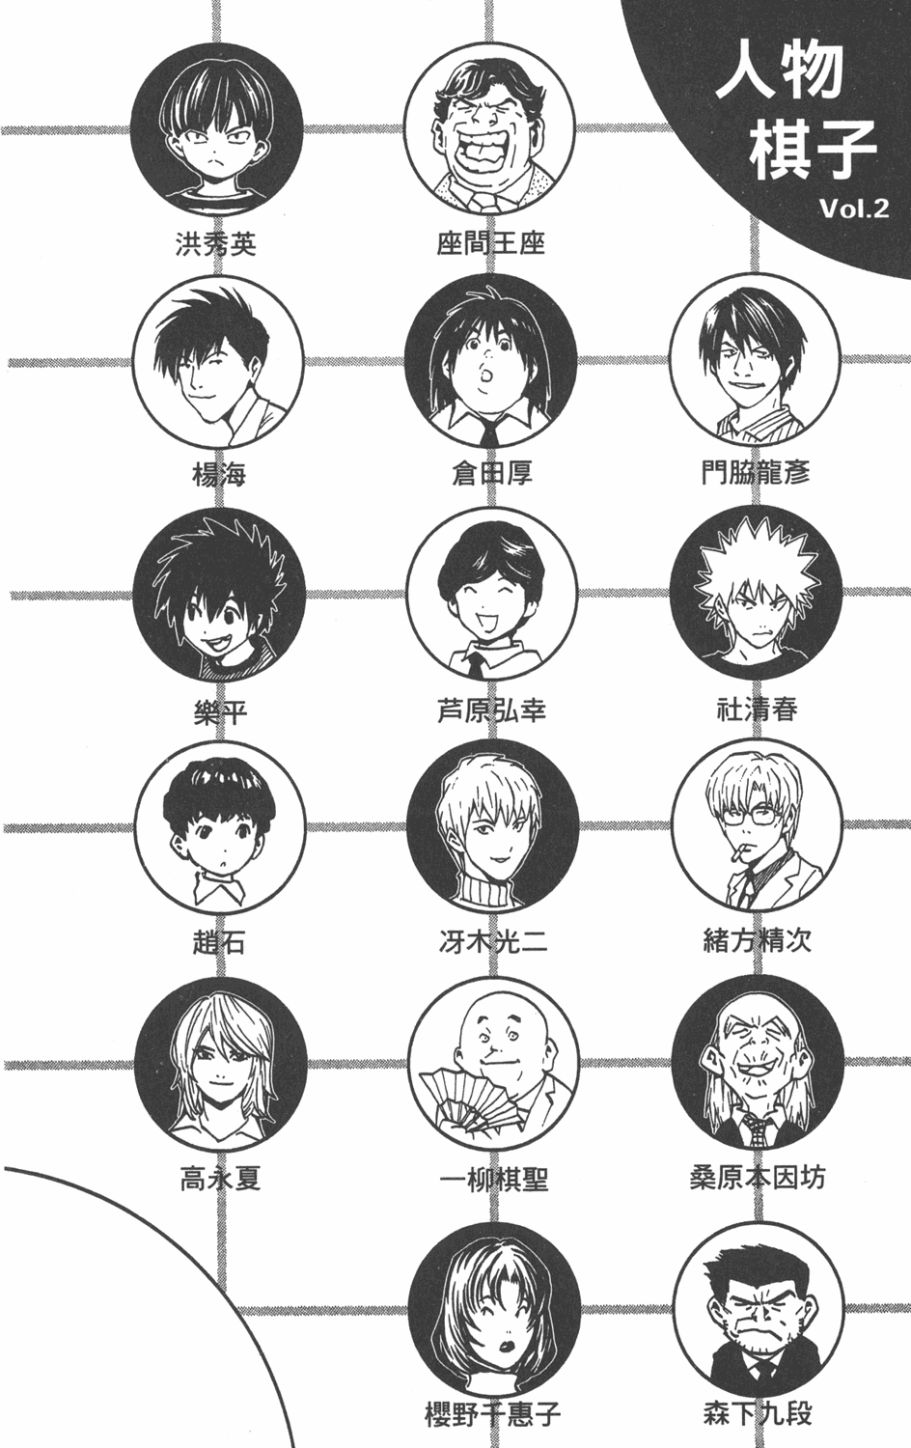 人物
棋子
Vol.2
洪秀英
座間王座
楊海
倉田厚
門脇龍彥
樂平
芦原弘幸
社清春
趙石
冴木光二
緒方精次
高永夏
一柳棋聖
桑原本因坊
櫻野千惠子
森下九段